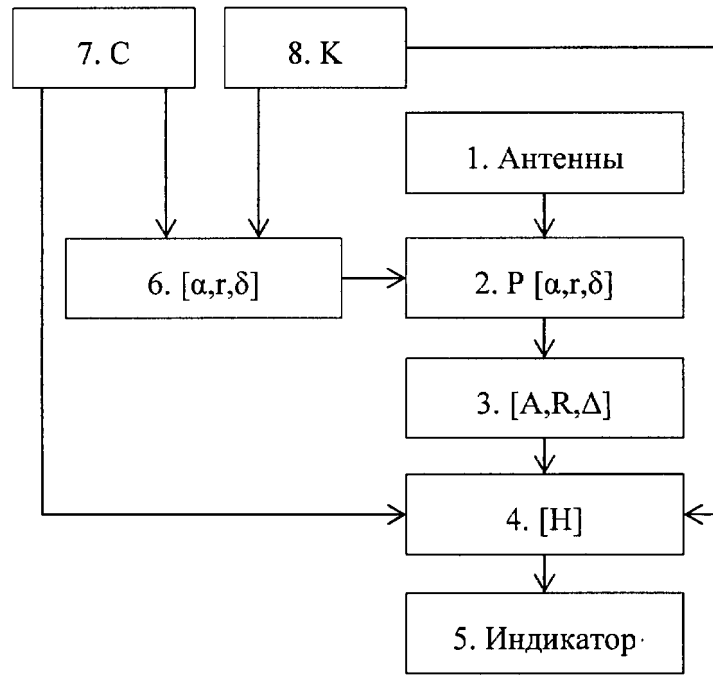 7. С
8. К
1. Антенны
6. [α,r,δ]
2. P [α,r,δ]
3. [A,R,Δ]
4. [H]
5. Индикатор